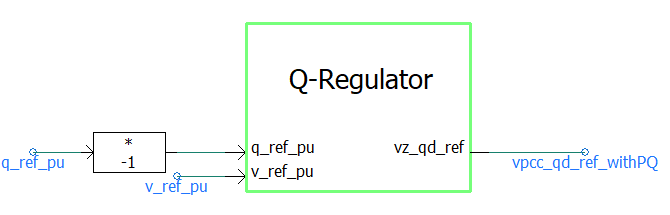 Q-Regulator
*
-1
q_ref_pu
q_ref_pu
vz_qd_ref
vpcc_qd_ref_withPQ
v_ref_pu
v_ref_pu